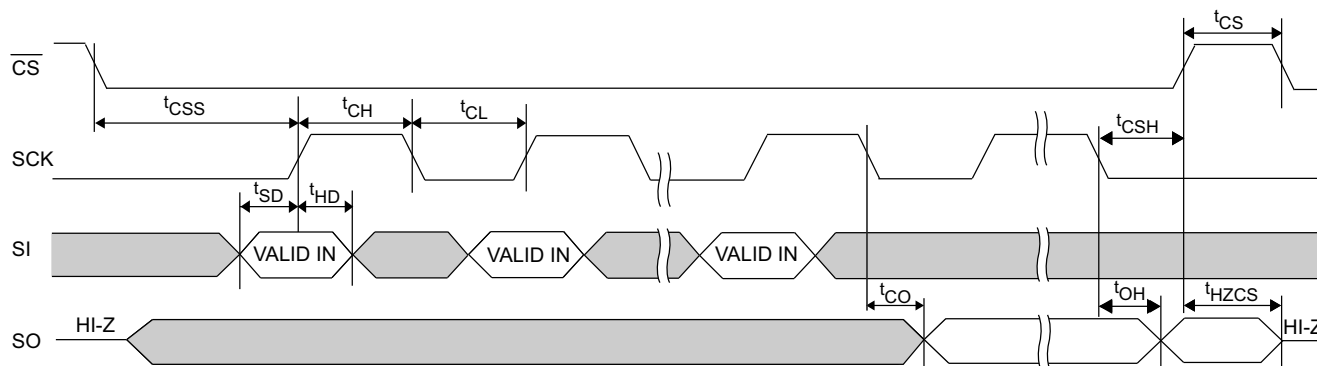 tCS
CS
tCSS
tCH
tCL
tCSH
SCK
tSD
tHD
SI
VALID IN
VALID IN
VALID IN
tCO
tOH
tHZCS
SO
HI-Z
HI-Z